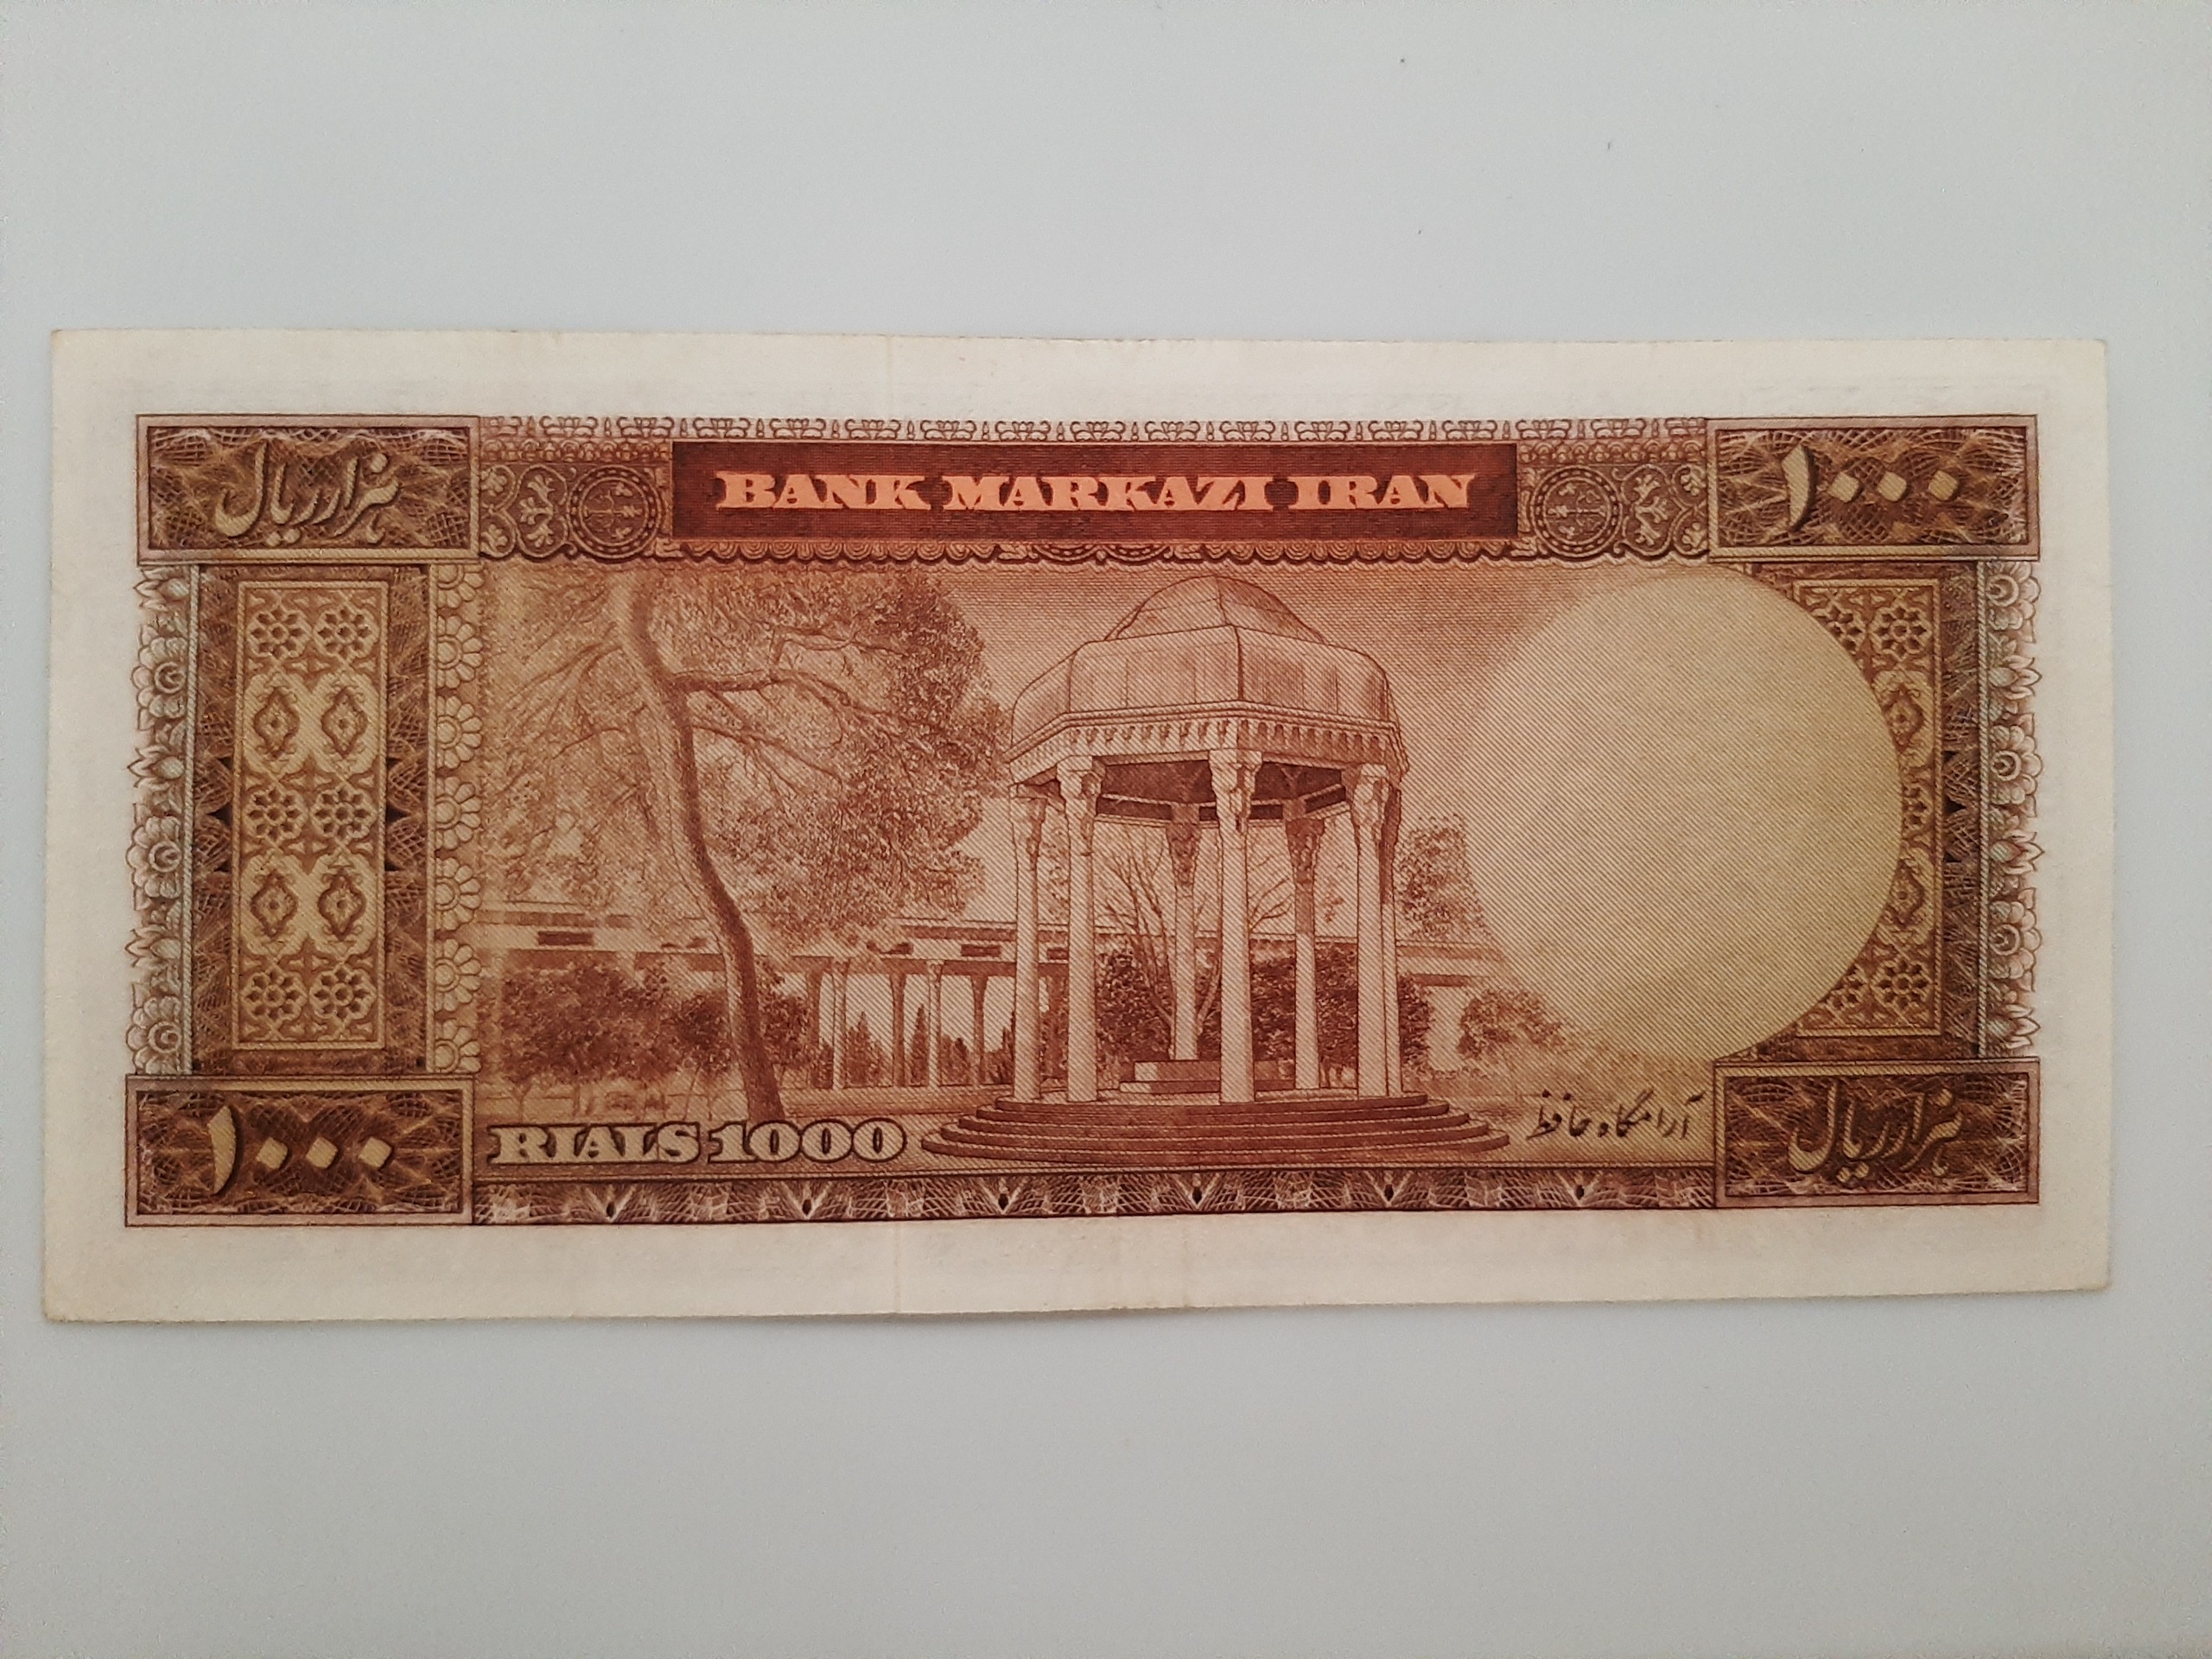 هزار ریال
BANK MARKAZI IRAN
۱۰۰۰
۱۰۰۰
RIALS 1000
آرامگاه حافظ
هزار ریال